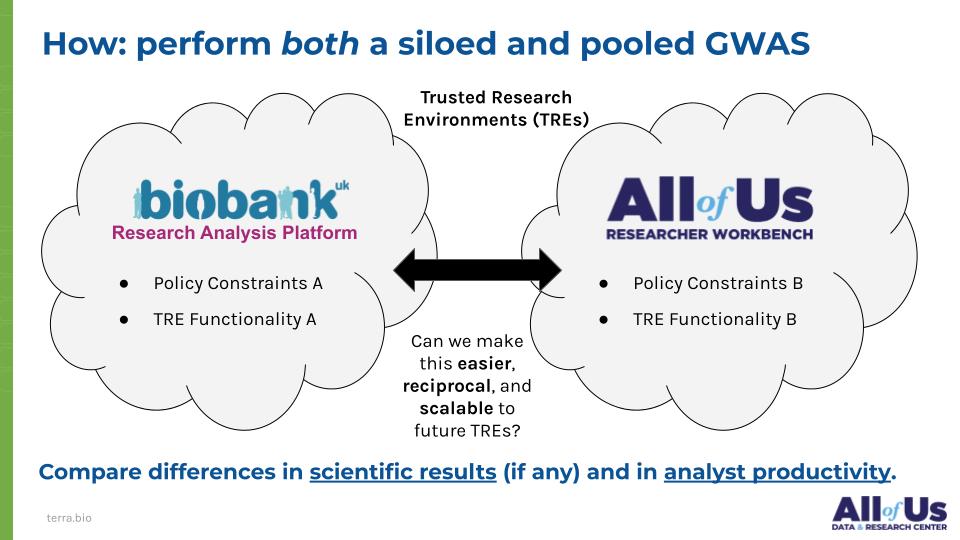 How: perform both a siloed and pooled GWAS
Trusted Research
Environments (TREs)
biobank uk
Research Analysis Platform
● Policy Constraints A
● TRE Functionality A
All of Us
RESEARCHER WORKBENCH
● Policy Constraints B
● TRE Functionality B
Can we make
this easier,
reciprocal, and
scalable to
future TREs?
Compare differences in scientific results (if any) and in analyst productivity.
terra.bio
All of Us
DATA & RESEARCH CENTER